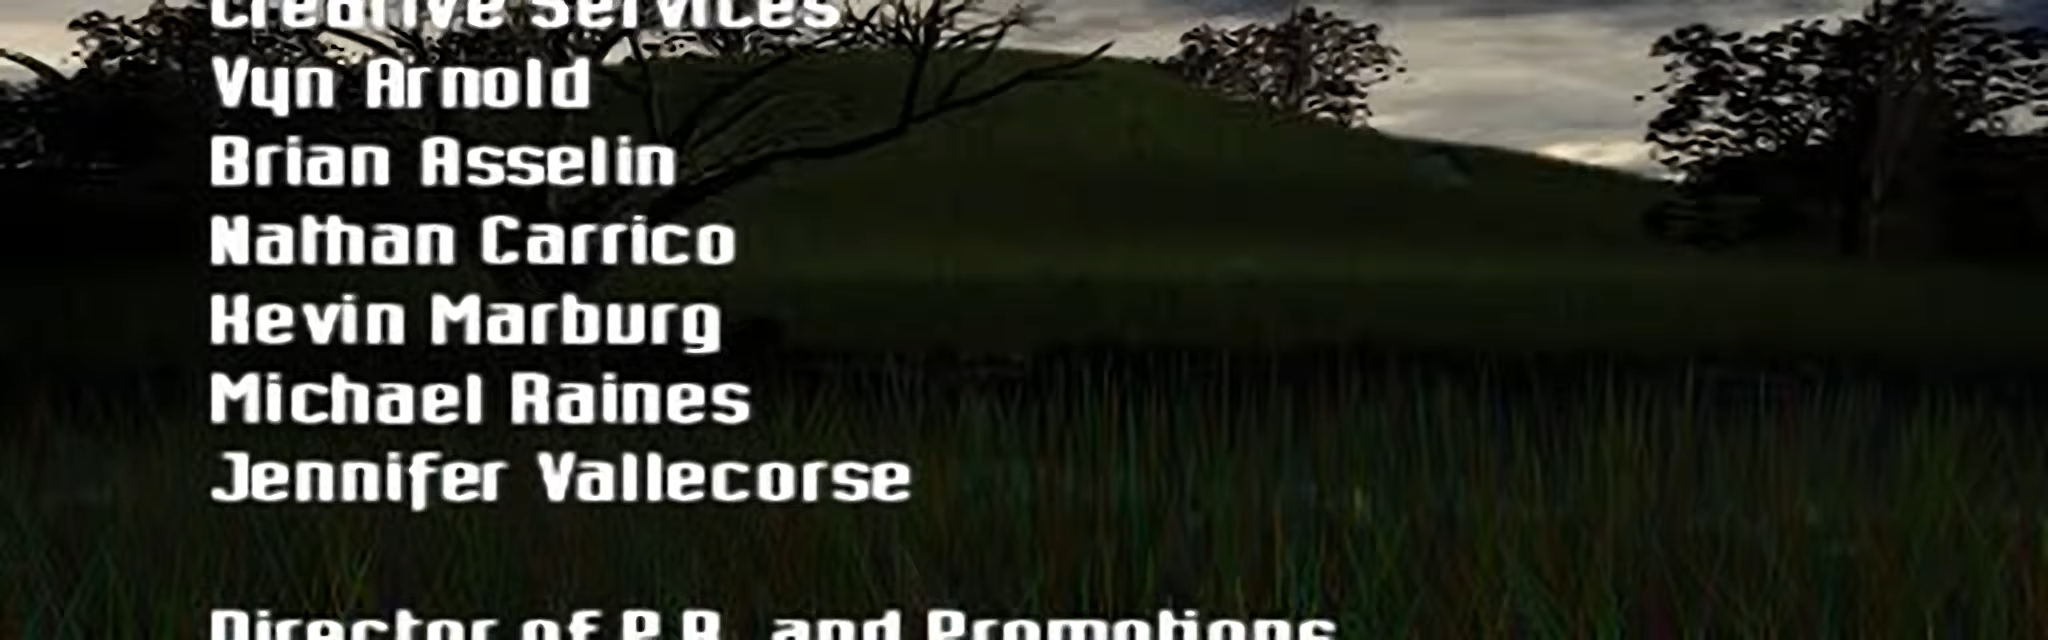 Creative Services
Vyn Arnold
Brian Asselin
Nathan Carrico
Kevin Marburg
Michael Raines
Jennifer Vallecorse
Director of P.R. and Promotions